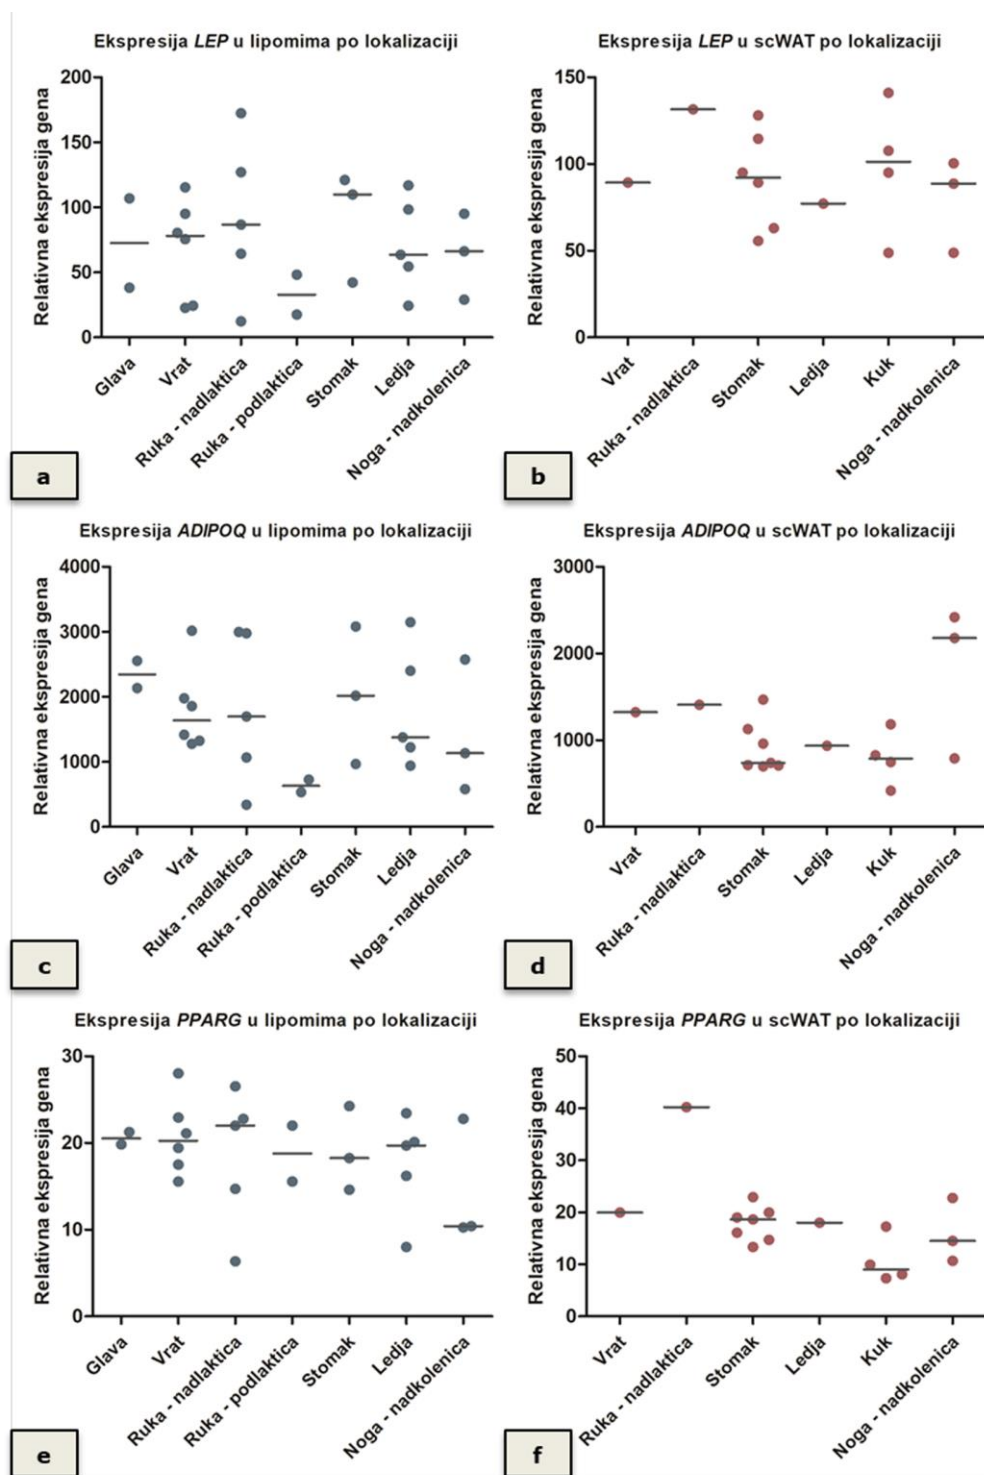 Ekspresija LEP u lipomima po lokalizaciji
Relativna ekspresija gena
200
150
100
50
0
Glava
Vrat
Ruka - nadlaktica
Ruka - podlaktica
Stomak
Ledja
Noga - nadkolenica
a
Ekspresija LEP u scWAT po lokalizaciji
Relativna ekspresija gena
150
100
50
0
Vrat
Ruka - nadlaktica
Stomak
Ledja
Kuk
Noga - nadkolenica
b
Ekspresija ADIPOQ u lipomima po lokalizaciji
Relativna ekspresija gena
4000
3000
2000
1000
0
Glava
Vrat
Ruka - nadlaktica
Ruka - podlaktica
Stomak
Ledja
Noga - nadkolenica
c
Ekspresija ADIPOQ u scWAT po lokalizaciji
Relativna ekspresija gena
3000
2000
1000
0
Vrat
Ruka - nadlaktica
Stomak
Ledja
Kuk
Noga - nadkolenica
d
Ekspresija PPARG u lipomima po lokalizaciji
Relativna ekspresija gena
30
20
10
0
Glava
Vrat
Ruka - nadlaktica
Ruka - podlaktica
Stomak
Ledja
Noga - nadkolenica
e
Ekspresija PPARG u scWAT po lokalizaciji
Relativna ekspresija gena
50
40
30
20
10
0
Vrat
Ruka - nadlaktica
Stomak
Ledja
Kuk
Noga - nadkolenica
f